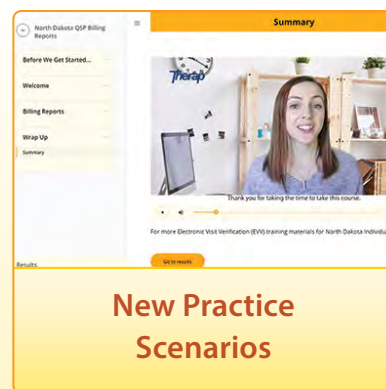 North Dakota QSP Billing
Reports
Before We Get Started...
Welcome
Billing Reports
Wrap Up
Summary
Results
Summary
Therap
Thank you for taking the time to take this course.
For more Electronic Visit Verification (EVV) training materials for North Dakota Individu
Go to results
New Practice
Scenarios